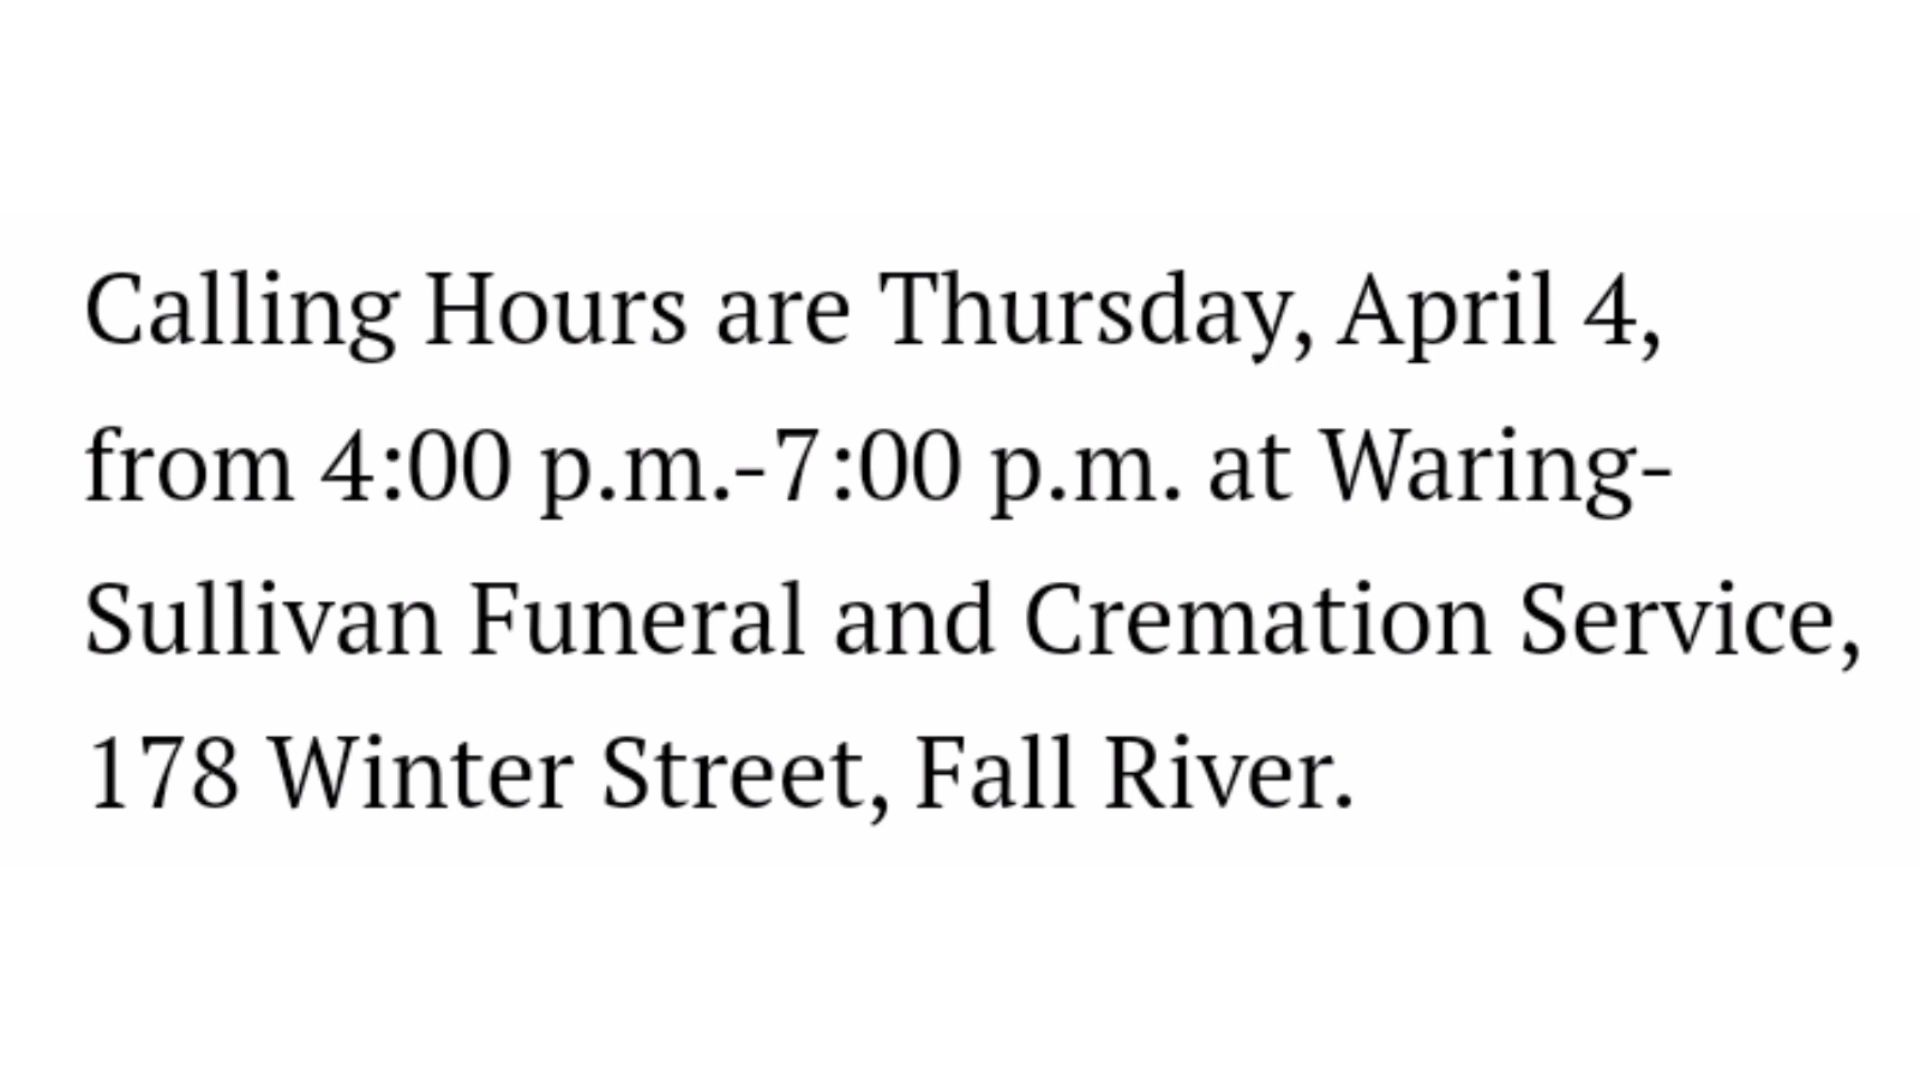 Calling Hours are Thursday, April 4,
from 4:00 p.m.-7:00 p.m. at Waring-
Sullivan Funeral and Cremation Service,
178 Winter Street, Fall River.